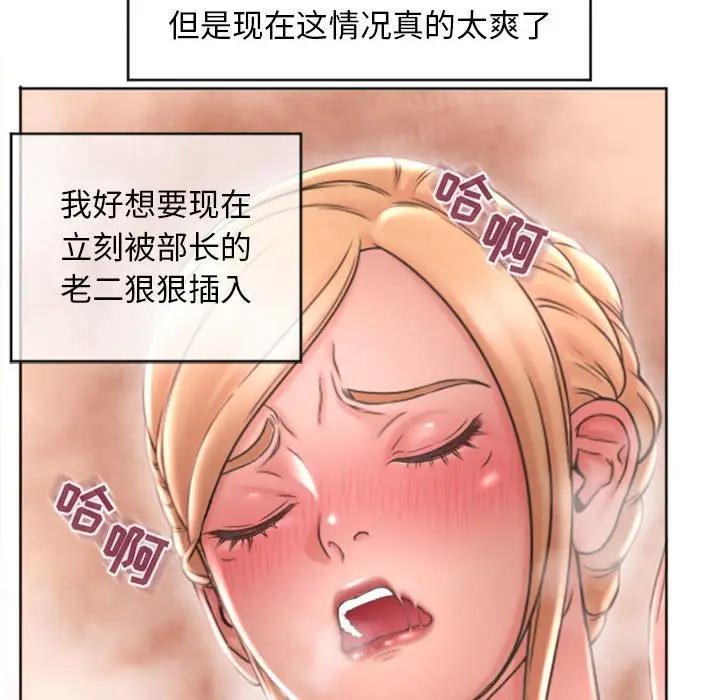 但是现在这情况真的太爽了
我好想要现在
立刻被部长的
老二狠狠插入
哈啊
哈啊